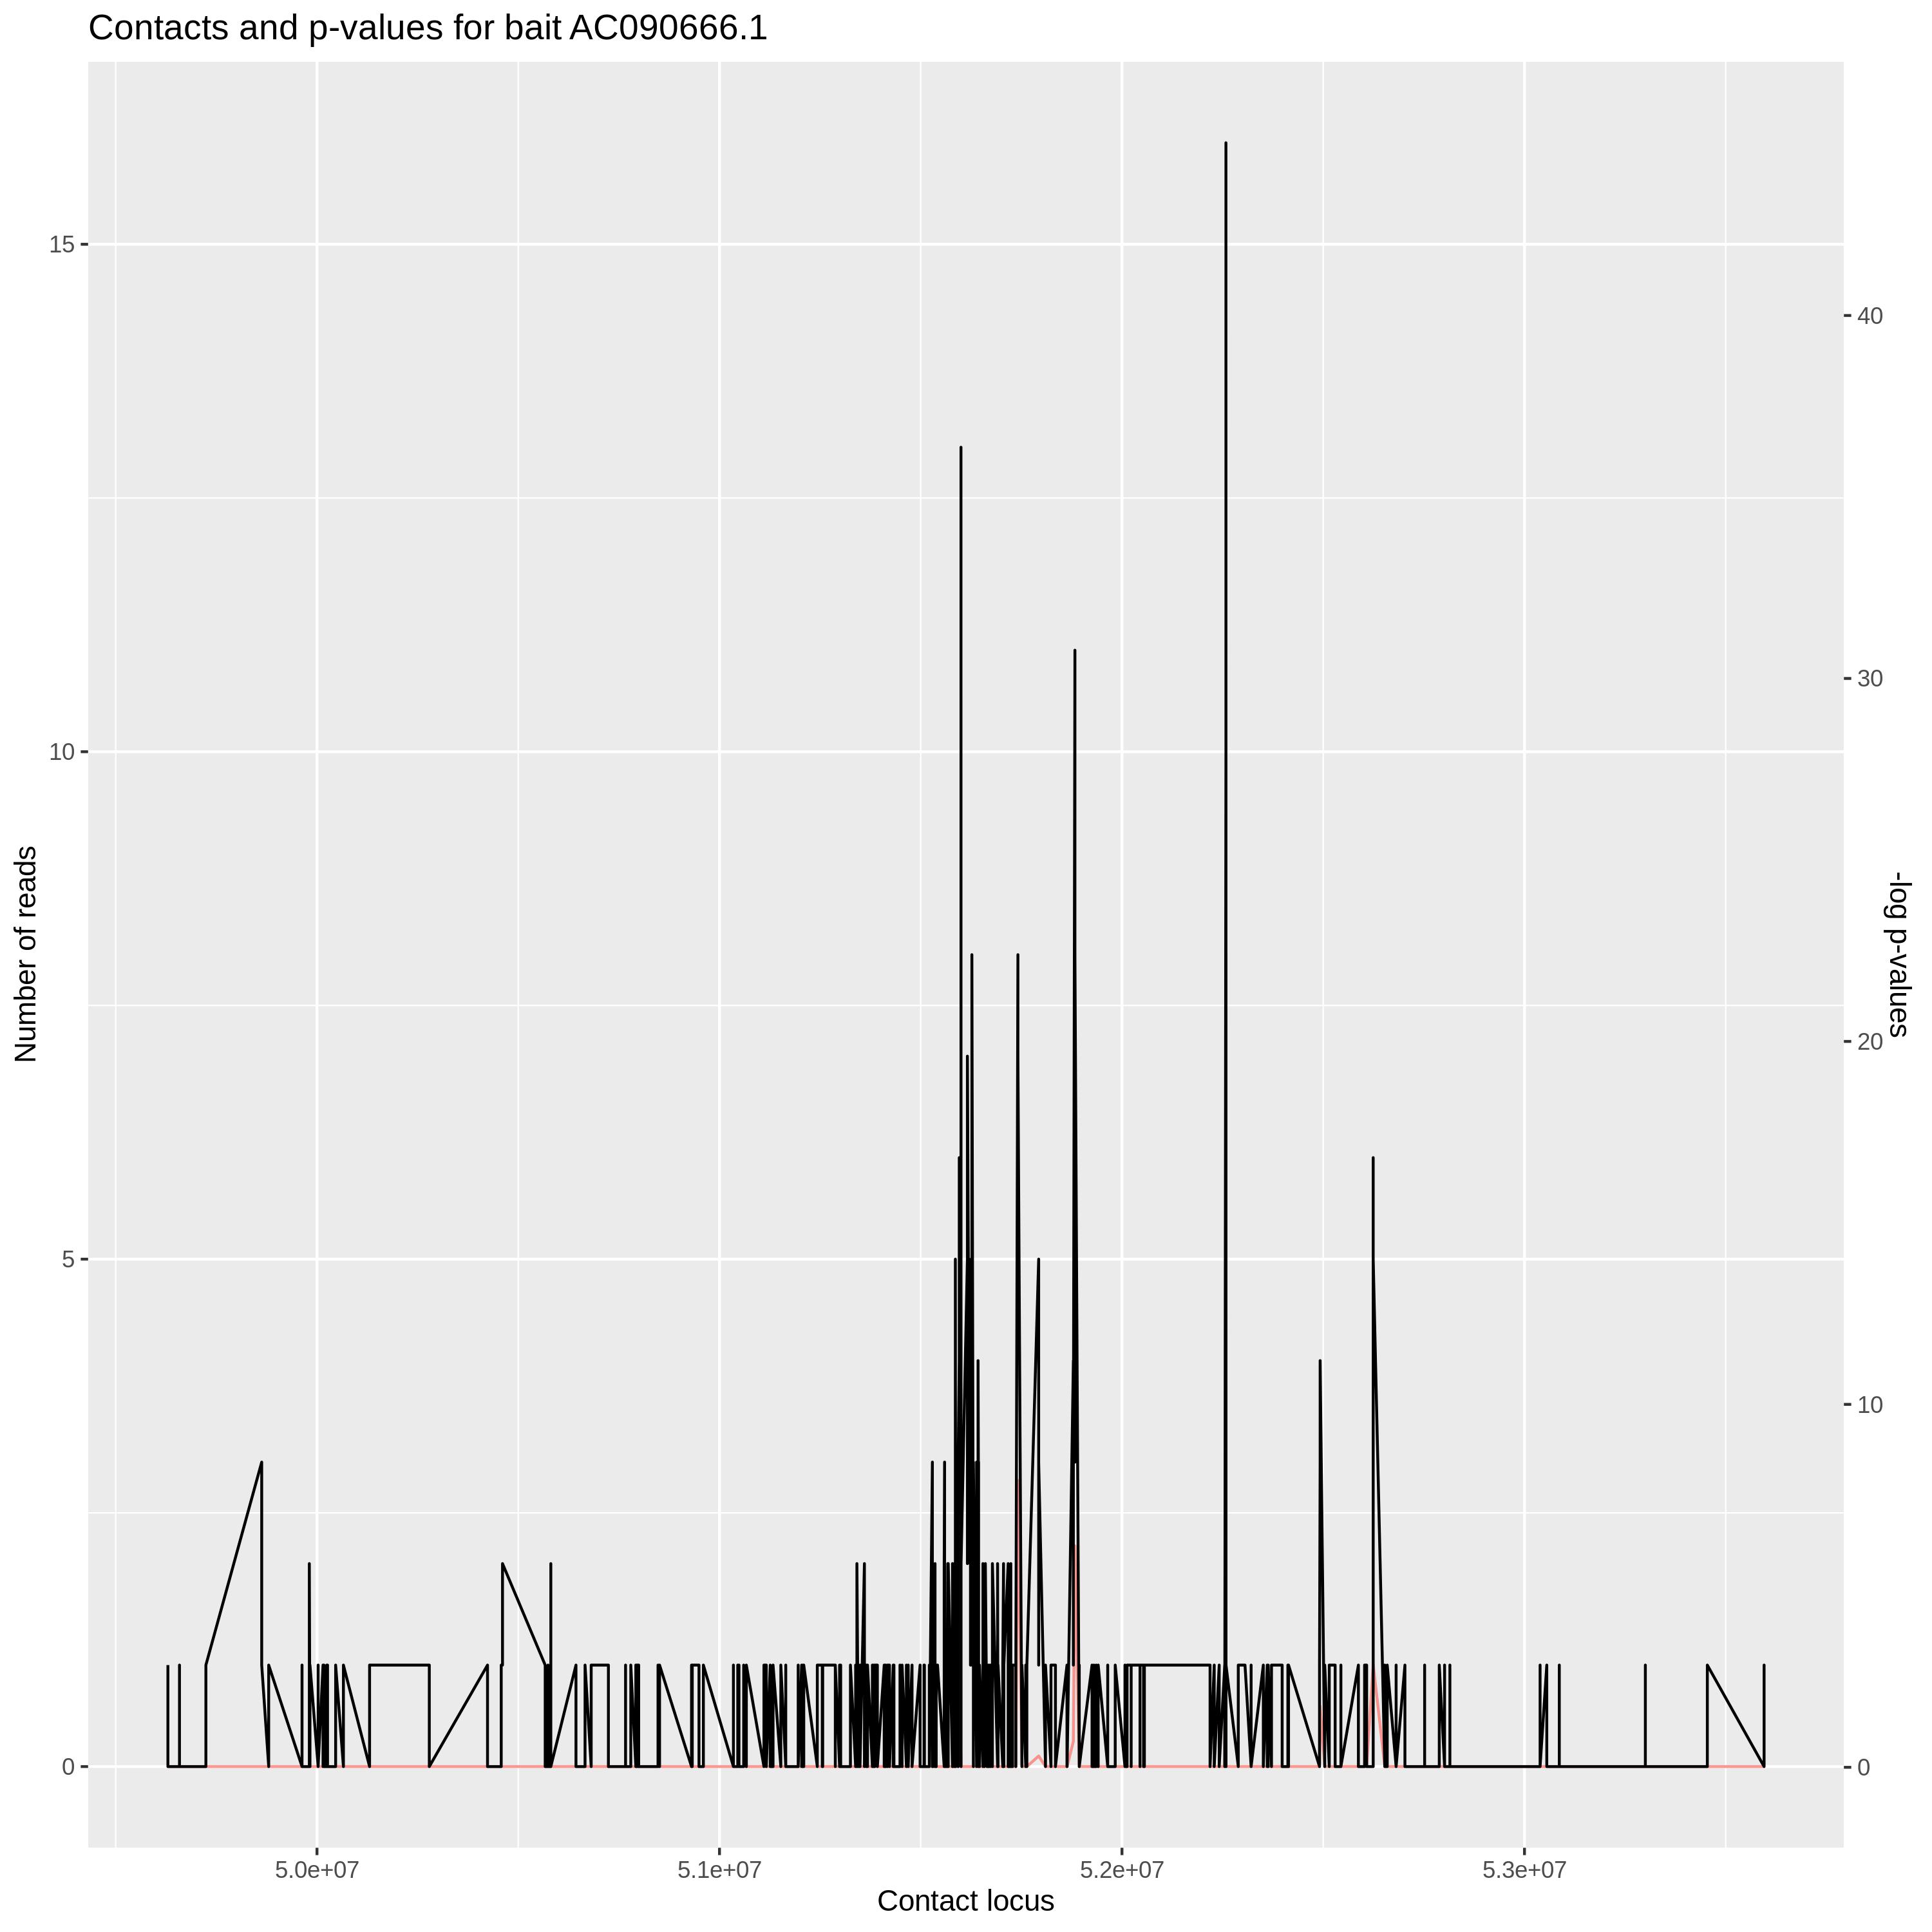 Contacts and p-values for bait AC090666.1
15
10
5
0
Number of reads
40
30
20
10
0
-log p-values
5.0e+07
5.1e+07
5.2e+07
5.3e+07
Contact locus